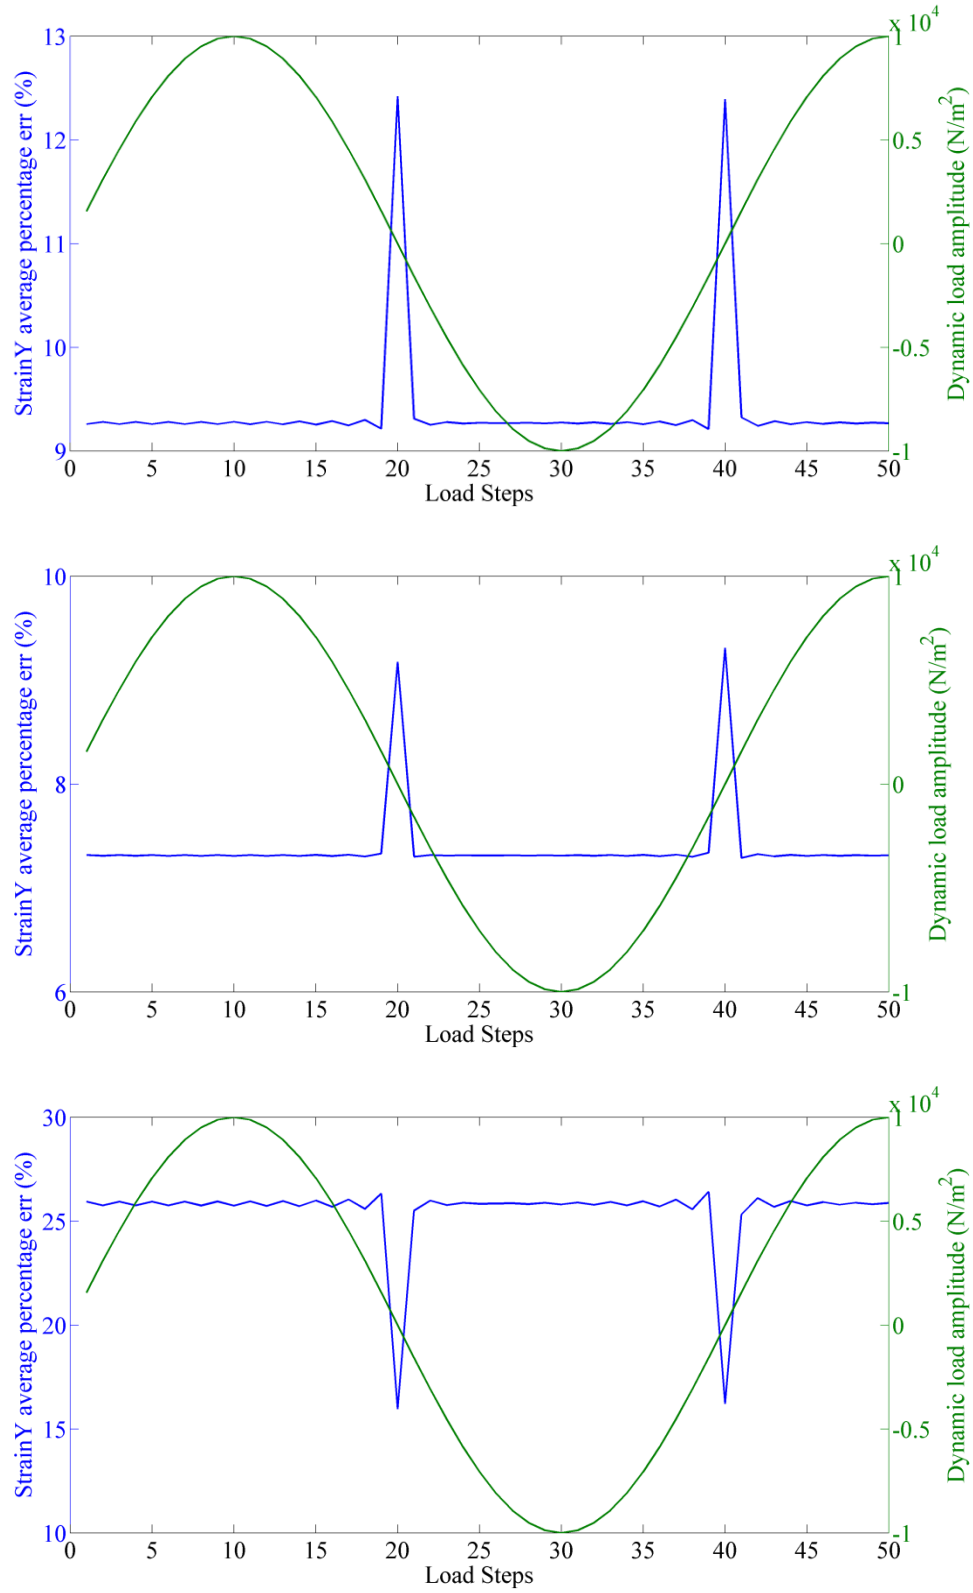 x 10^4
13
12
11
10
9
StrainY average percentage err (%)
1
0.5
0
-0.5
-1
Dynamic load amplitude (N/m^2)
0 5 10 15 20 25 30 35 40 45 50
Load Steps
x 10^4
10
8
6
StrainY average percentage err (%)
1
0
-1
Dynamic load amplitude (N/m^2)
0 5 10 15 20 25 30 35 40 45 50
Load Steps
x 10^4
30
25
20
15
10
StrainY average percentage err (%)
1
0.5
0
-0.5
-1
Dynamic load amplitude (N/m^2)
0 5 10 15 20 25 30 35 40 45 50
Load Steps